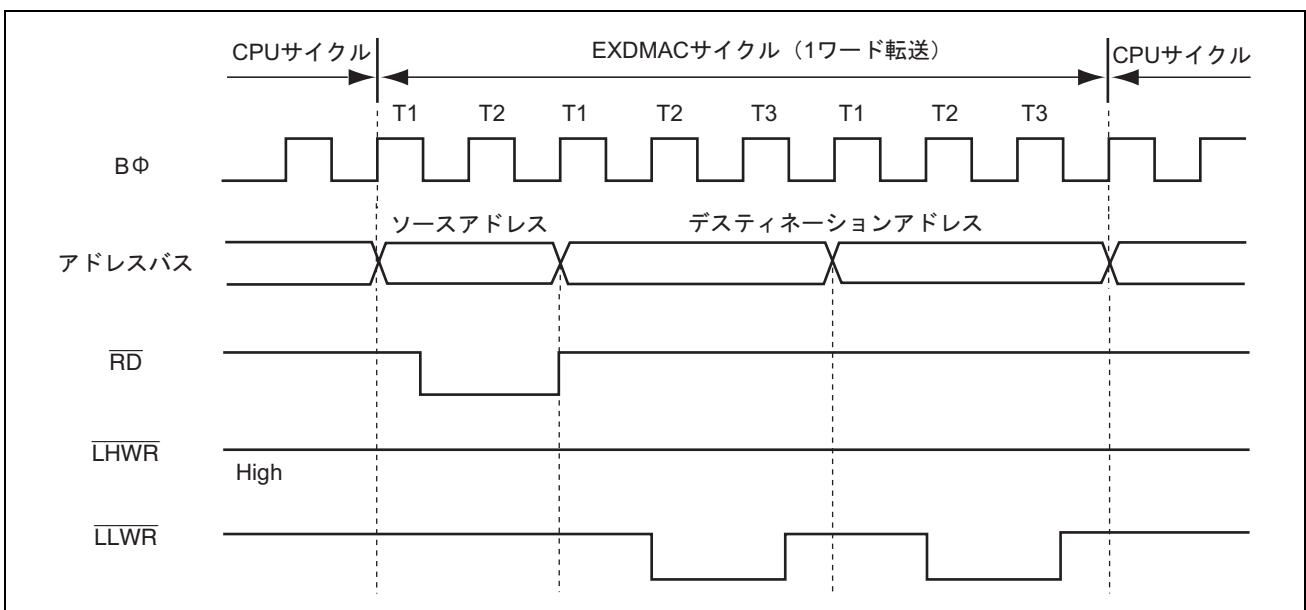 CPUサイクル EXDMACサイクル（1ワード転送） CPUサイクル
T1 T2 T1 T2 T3 T1 T2 T3
BΦ
ソースアドレス デスティネーションアドレス
アドレスバス
RD
LHWR
High
LLWR